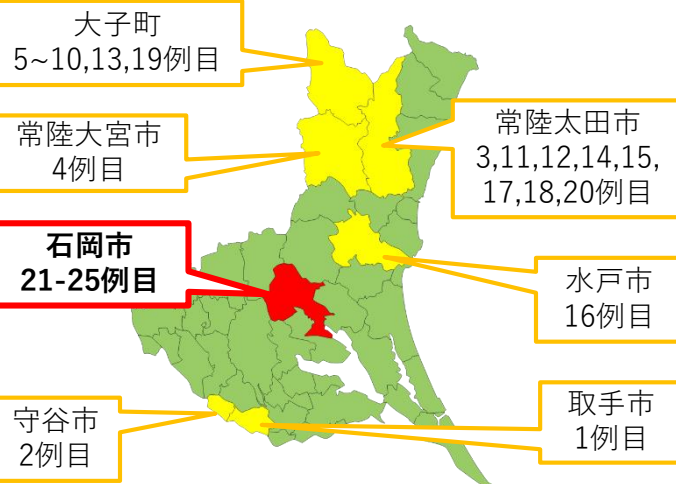 大子町
5~10,13,19例目
常陸大宮市
4例目
常陸太田市
3,11,12,14,15,
17,18,20例目
石岡市
21-25例目
水戸市
16例目
守谷市
2例目
取手市
1例目